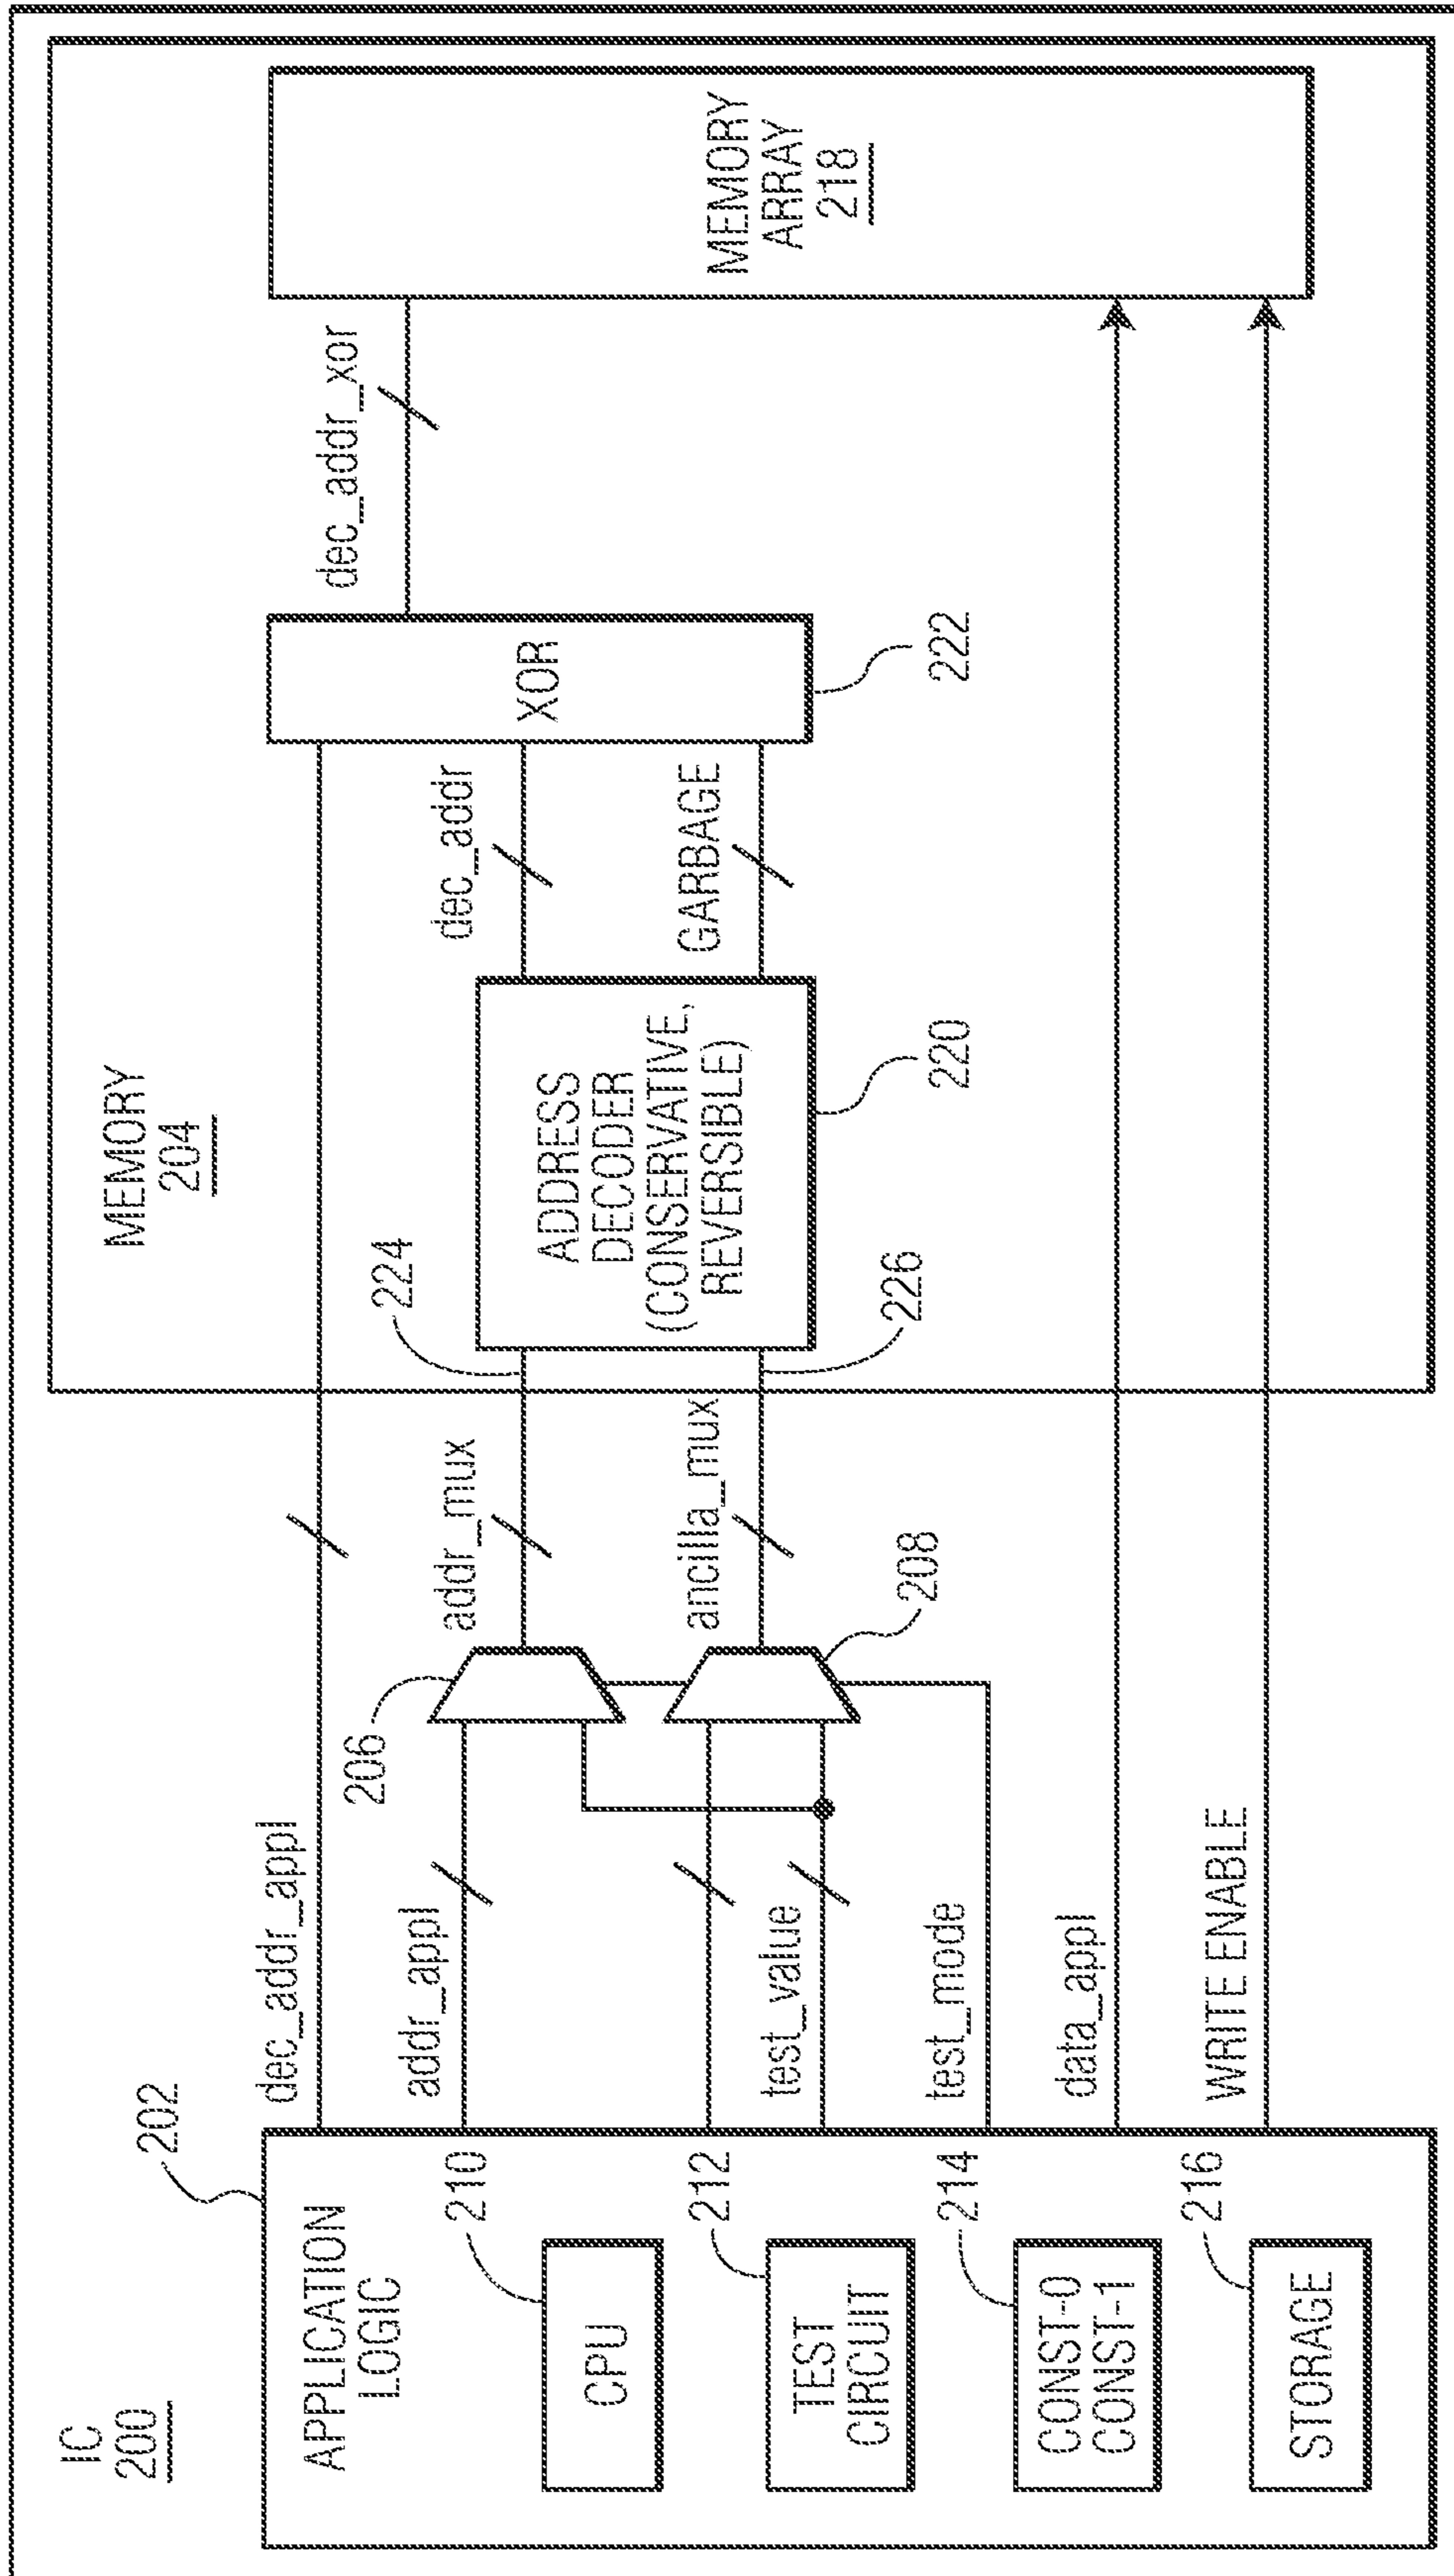 IC
200
202
APPLICATION
LOGIC
210
CPU
212
TEST
CIRCUIT
214
CONST-0
CONST-1
216
STORAGE
dec_addr_appl
addr_appl
test_value
test_mode
data_appl
WRITE ENABLE
206
208
addr_mux
ancilla_mux
MEMORY
204
224
226
ADDRESS
DECODER
(CONSERVATIVE,
REVERSIBLE)
220
dec_addr
GARBAGE
XOR
222
dec_addr_xor
MEMORY
ARRAY
218